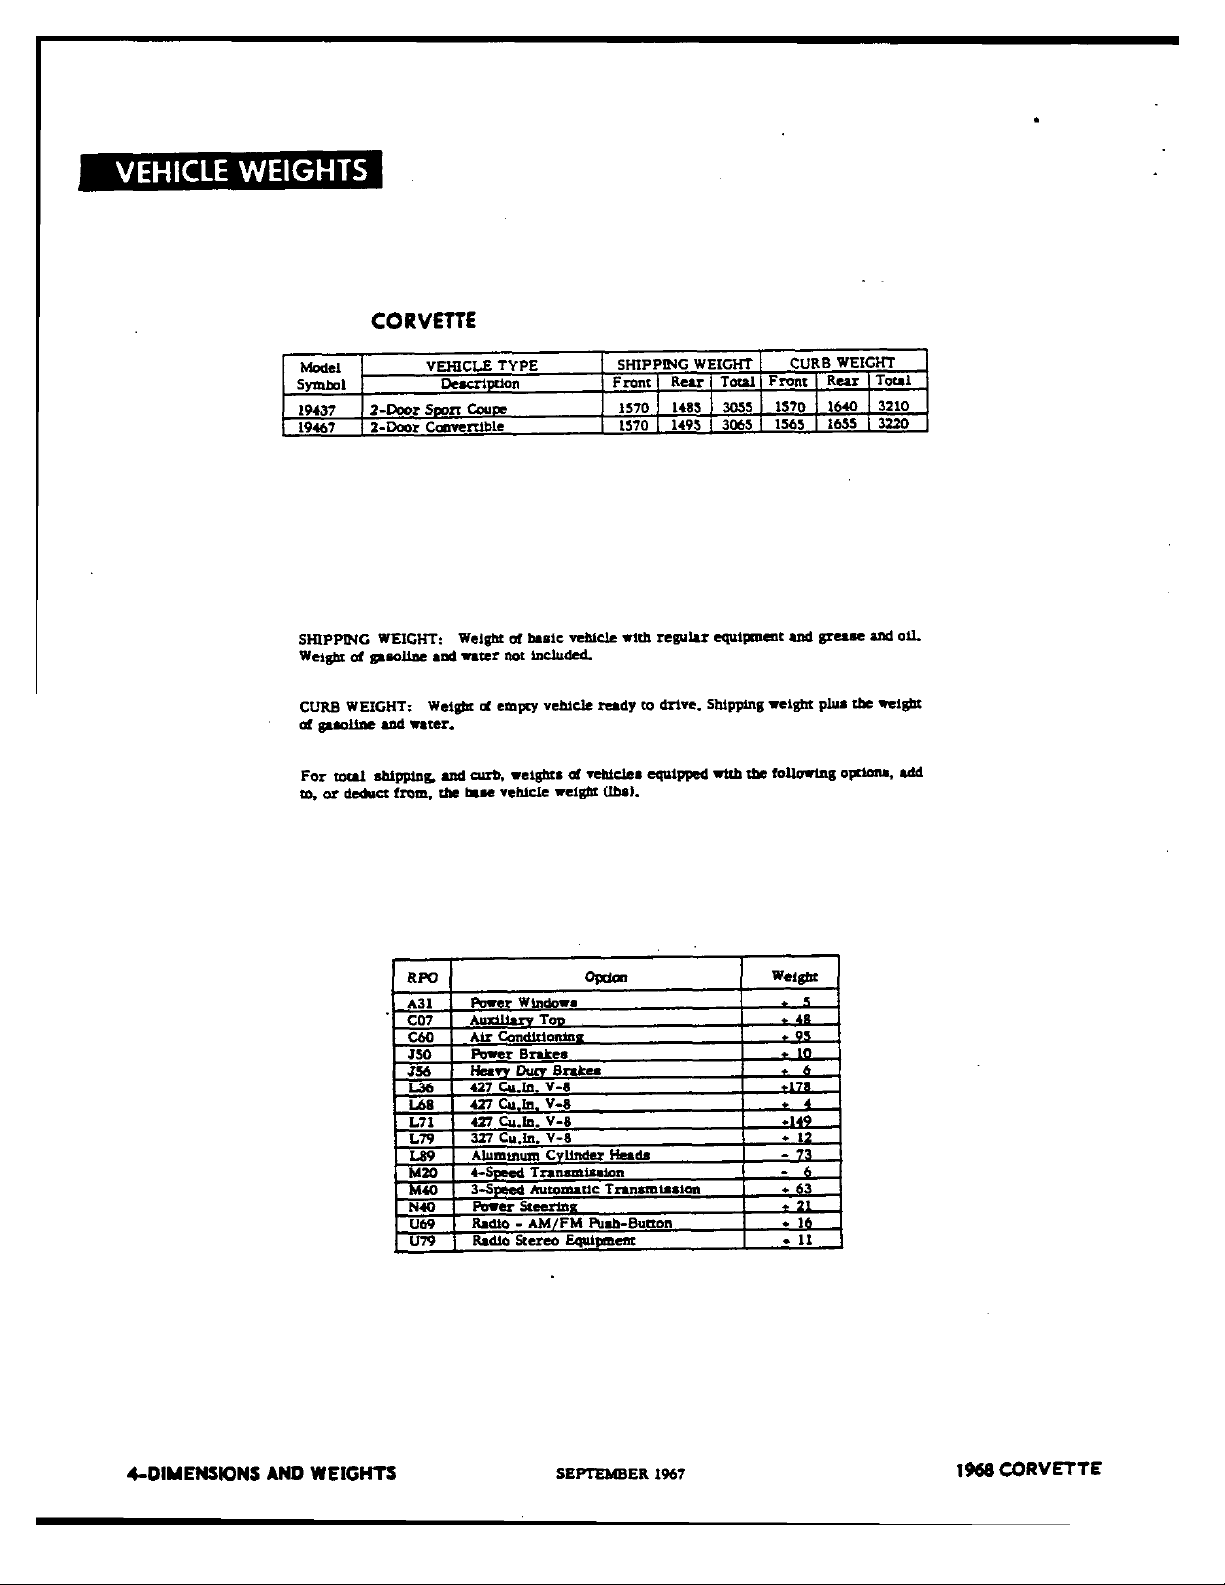 VEHICLE WEIGHTS
CORVETTE
Model Symbol | VEHICLE TYPE Description | SHIPPING WEIGHT Front Rear Total | CURB WEIGHT Front Rear Total
19437 2-Door Sport Coupe 1570 1485 3055 1570 1640 3210
19467 2-Door Convertible 1570 1495 3065 1565 1655 3220
SHIPPING WEIGHT: Weight of basic vehicle with regular equipment and grease and oil.
Weight of gasoline and water not included.
CURB WEIGHT: Weight of empty vehicle ready to drive. Shipping weight plus the weight
of gasoline and water.
For total shipping, and curb, weights of vehicles equipped with the following options, add
to, or deduct from, the base vehicle weight (lbs).
RPO Option Weight
A31 Power Windows + 5
C07 Auxiliary Top + 48
C60 Air Conditioning + 95
J50 Power Brakes + 10
J56 Heavy Duty Brakes + 6
L36 427 Cu.In. V-8 +178
L68 427 Cu.In. V-8 + 4
L71 427 Cu.In. V-8 +149
L79 327 Cu.In. V-8 + 12
L89 Aluminum Cylinder Heads - 73
M20 4-Speed Transmission - 6
M40 3-Speed Automatic Transmission + 63
N40 Power Steering + 21
U69 Radio - AM/FM Push-Button + 16
U79 Radio Stereo Equipment + 11
4-DIMENSIONS AND WEIGHTS SEPTEMBER 1967 1968 CORVETTE